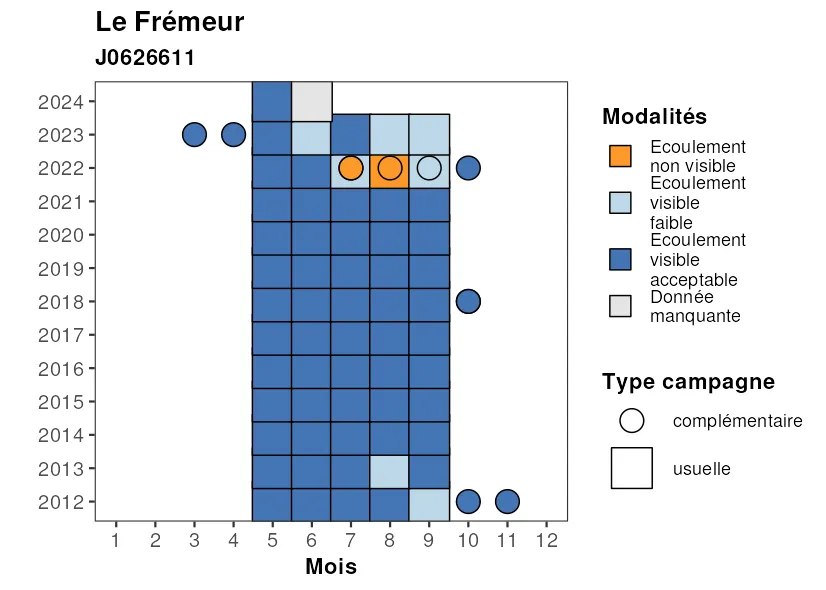 Le Frémeur
J0626611
2024
2023
2022
2021
2020
2019
2018
2017
2016
2015
2014
2013
2012
1 2 3 4 5 6 7 8 9 10 11 12
Mois
Modalités
Ecoulement
non visible
Ecoulement
visible
faible
Ecoulement
visible
acceptable
Donnée
manquante
Type campagne
complémentaire
usuelle